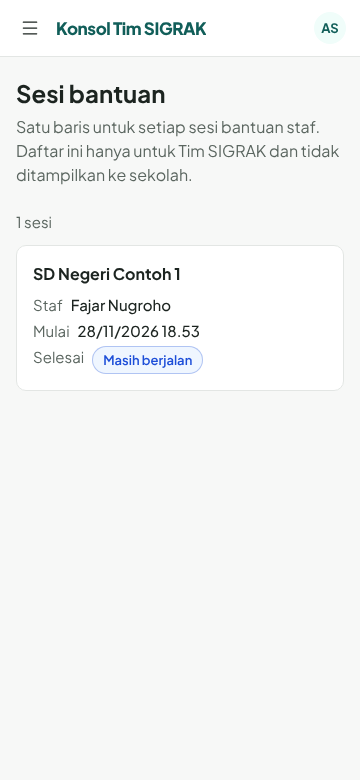 Konsol Tim SIGRAK
AS
Sesi bantuan
Satu baris untuk setiap sesi bantuan staf.
Daftar ini hanya untuk Tim SIGRAK dan tidak
ditampilkan ke sekolah.
1 sesi
SD Negeri Contoh 1
Staf Fajar Nugroho
Mulai 28/11/2026 18.53
Selesai Masih berjalan